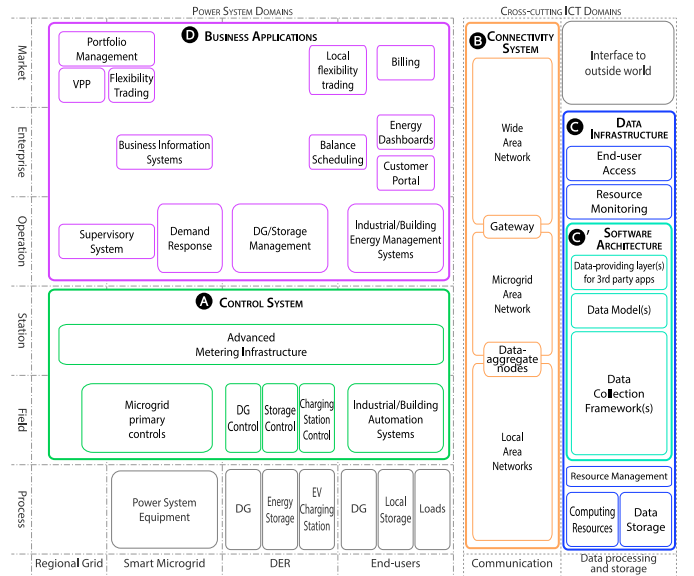 POWER SYSTEM DOMAINS
CROSS-CUTTING ICT DOMAINS
Market
Enterprise
Operation
Station
Field
Process
D BUSINESS APPLICATIONS
Portfolio
Management
VPP
Flexibility
Trading
Local
flexibility
trading
Billing
Business Information
Systems
Balance
Scheduling
Energy
Dashboards
Customer
Portal
Supervisory
System
Demand
Response
DG/Storage
Management
Industrial/Building
Energy Management
Systems
A CONTROL SYSTEM
Advanced
Metering Infrastructure
Microgrid
primary
controls
DG
Control
Storage
Control
Charging
Station
Control
Industrial/Building
Automation
Systems
Power System
Equipment
DG
Energy
Storage
EV
Charging
Station
DG
Local
Storage
Loads
Regional Grid
Smart Microgrid
DER
End-users
B CONNECTIVITY
SYSTEM
Wide
Area
Network
Gateway
Microgrid
Area
Network
Data-
aggregate
nodes
Local
Area
Networks
Communication
Interface to
outside world
C DATA
INFRASTRUCTURE
End-user
Access
Resource
Monitoring
C' SOFTWARE
ARCHITECTURE
Data-providing layer(s)
for 3rd party apps
Data Model(s)
Data
Collection
Framework(s)
Resource Management
Computing
Resources
Data
Storage
Data processing
and storage